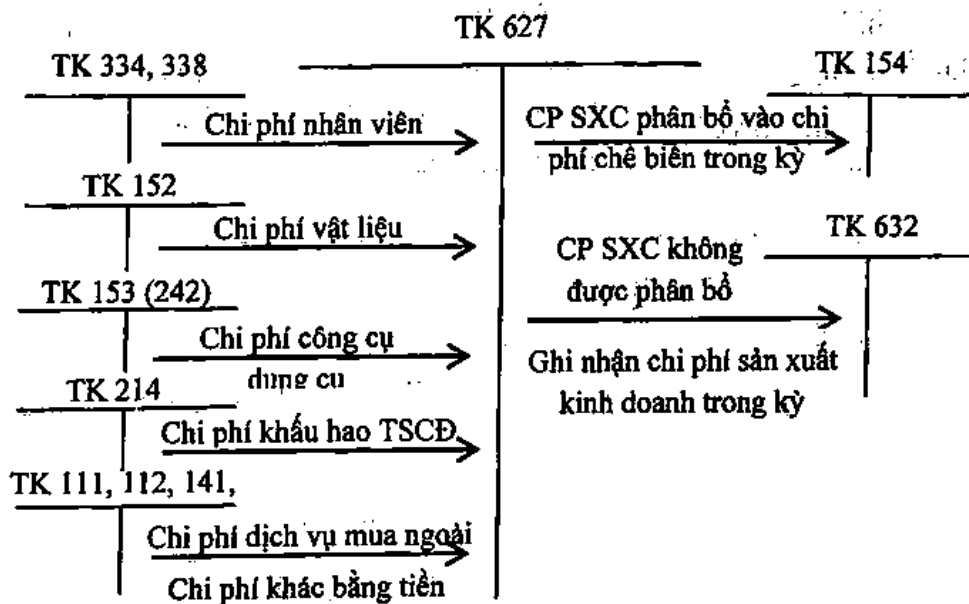 TK 627
TK 334, 338
TK 154
Chi phí nhân viên
CP SXC phân bổ vào chi
phí chế biến trong kỳ
TK 152
Chi phí vật liệu
TK 632
CP SXC không
được phân bổ
TK 153 (242)
Chi phí công cụ
dụng cụ
Ghi nhận chi phí sản xuất
kinh doanh trong kỳ
TK 214
Chi phí khấu hao TSCĐ
TK 111, 112, 141,
Chi phí dịch vụ mua ngoài
Chi phí khác bằng tiền